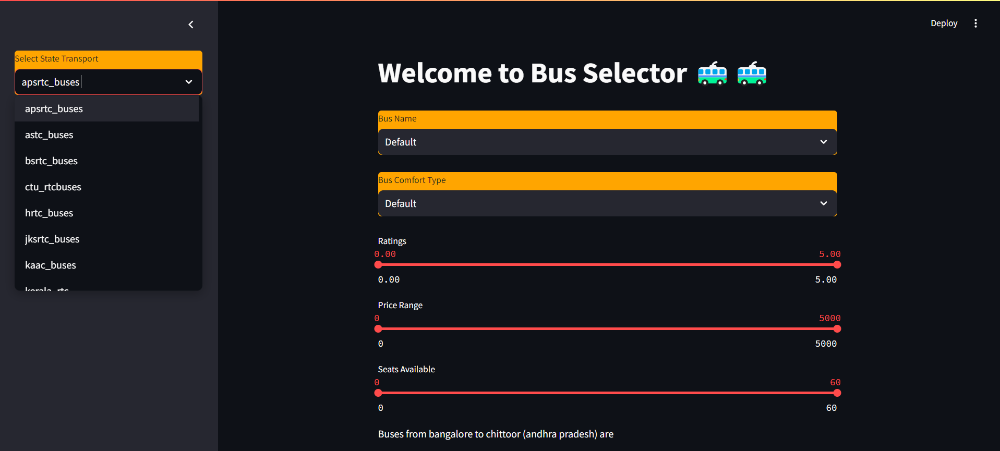 Deploy
Select State Transport
apsrtc_buses
apsrtc_buses
astc_buses
bsrtc_buses
ctu_rtcbuses
hrtc_buses
jksrtc_buses
kaac_buses
kerala_rtc
Welcome to Bus Selector
Bus Name
Default
Bus Comfort Type
Default
Ratings
0.00 5.00
0.00 5.00
Price Range
0 5000
0 5000
Seats Available
0 60
0 60
Buses from bangalore to chittoor (andhra pradesh) are